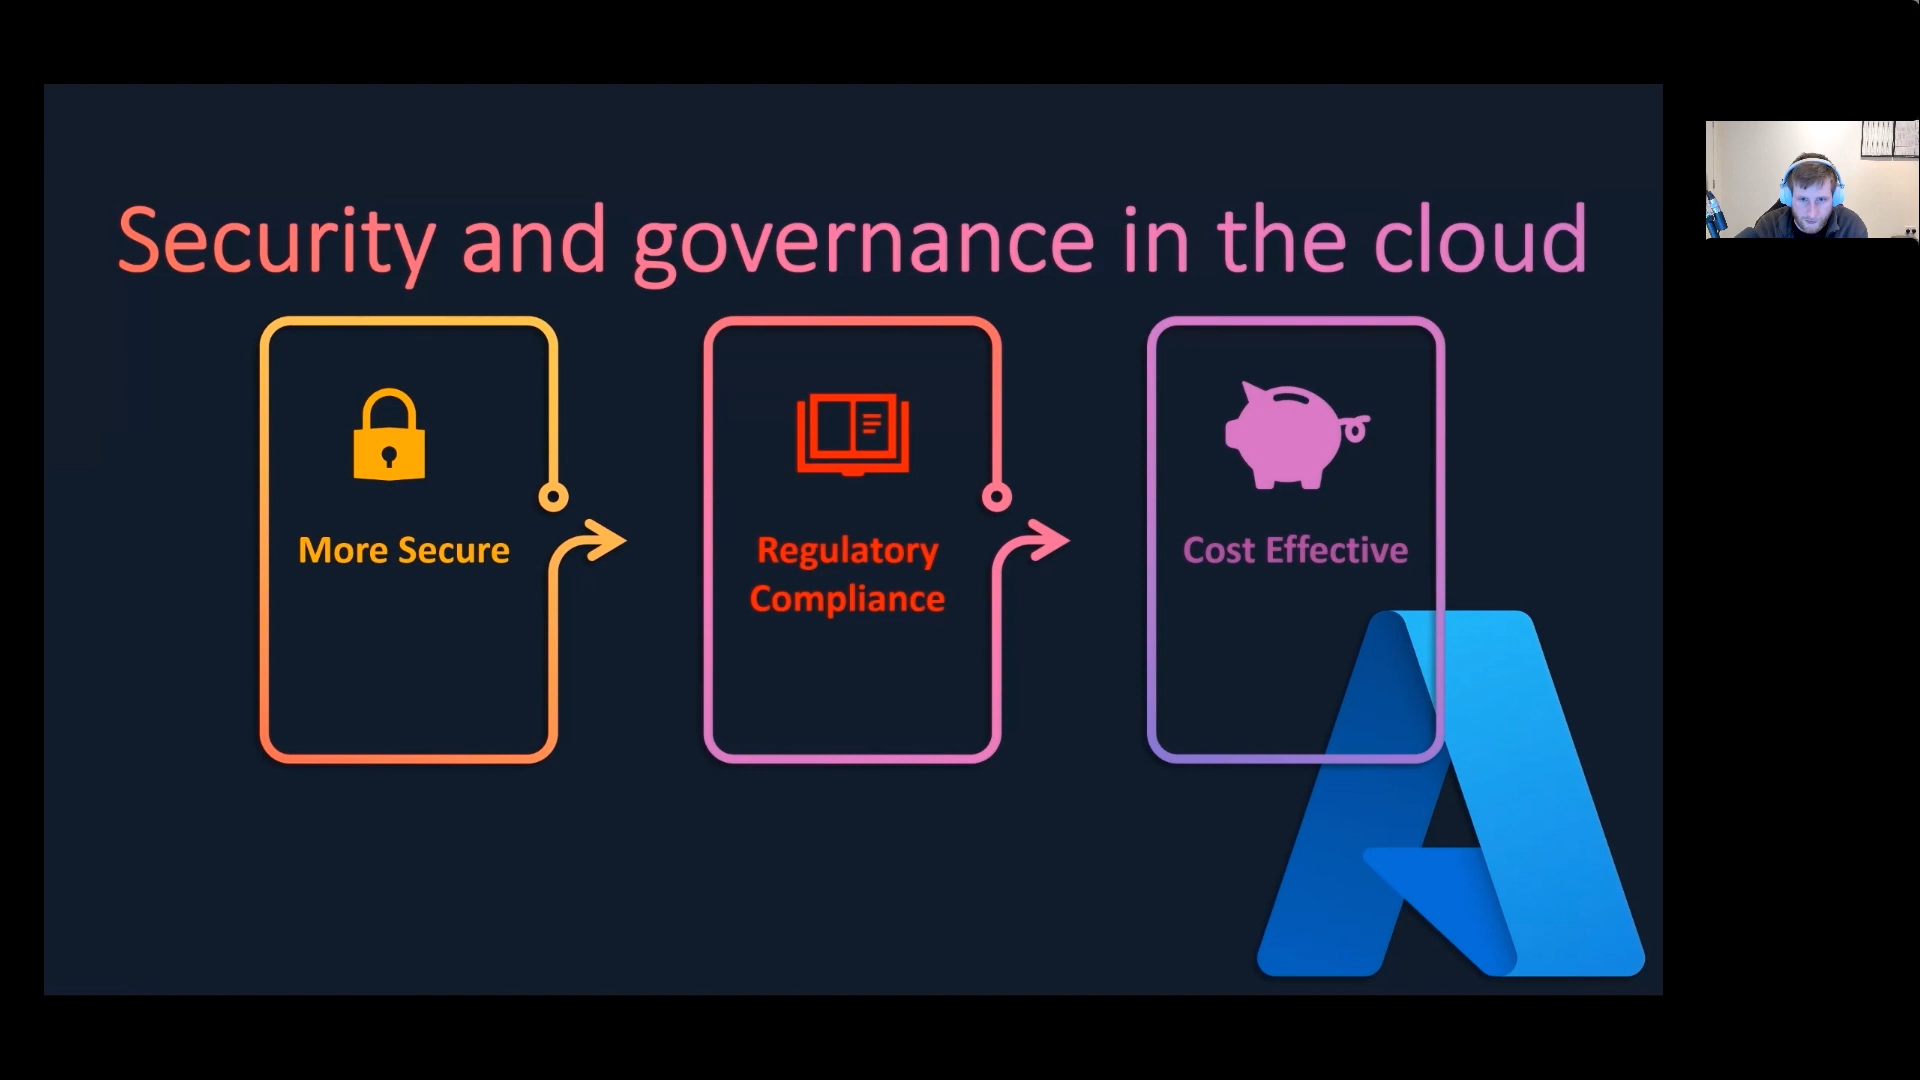 Security and governance in the cloud
More Secure
Regulatory
Compliance
Cost Effective